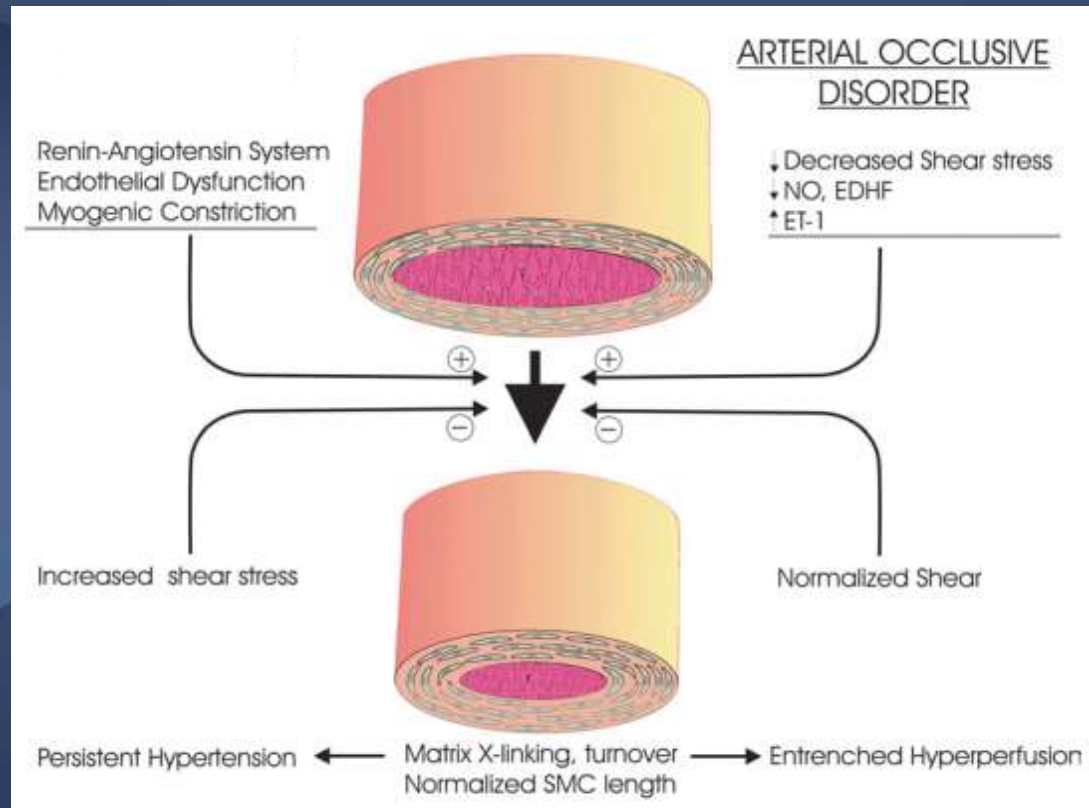 ARTERIAL OCCLUSIVE
DISORDER
Renin-Angiotensin System
Endothelial Dysfunction
Myogenic Constriction
↓ Decreased Shear stress
↓ NO, EDHF
↑ ET-1
+
+
−
−
Increased shear stress
Normalized Shear
Persistent Hypertension
Matrix X-linking, turnover
Normalized SMC length
Entrenched Hyperperfusion